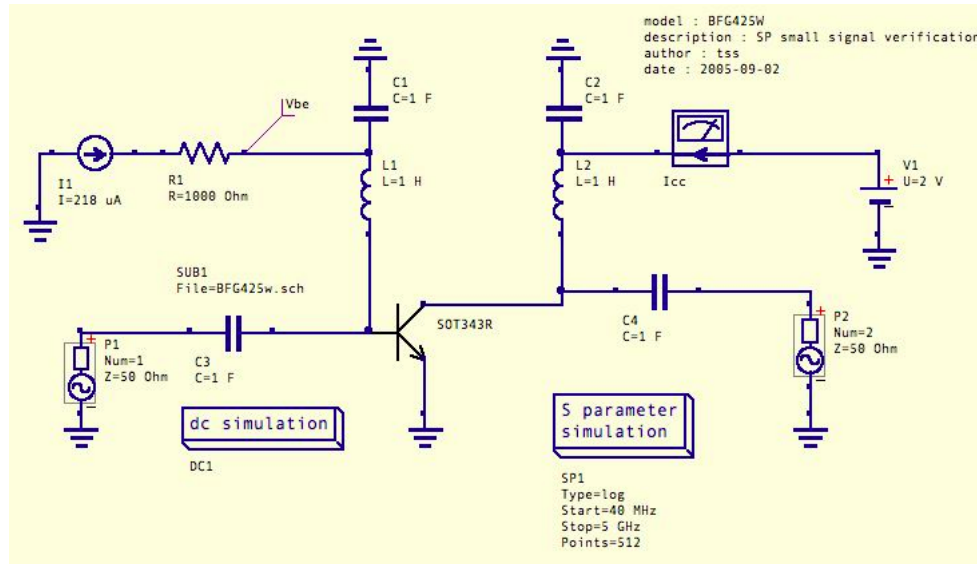 model : BFG425W
description : SP small signal verification
author : tss
date : 2005-09-02
C1
C=1 F
C2
C=1 F
Vbe
I1
I=218 uA
R1
R=1000 Ohm
L1
L=1 H
L2
L=1 H
Icc
V1
U=2 V
SUB1
File=BFG425w.sch
SOT343R
P1
Num=1
Z=50 Ohm
C3
C=1 F
C4
C=1 F
P2
Num=2
Z=50 Ohm
dc simulation
DC1
S parameter
simulation
SP1
Type=log
Start=40 MHz
Stop=5 GHz
Points=512